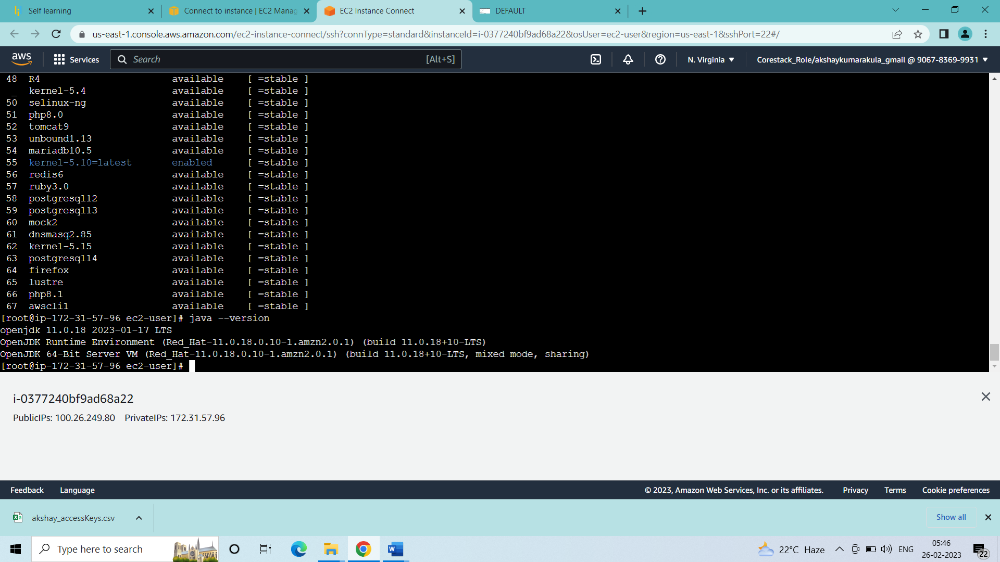 Self learning
Connect to instance | EC2 Manag
EC2 Instance Connect
DEFAULT
us-east-1.console.aws.amazon.com/ec2-instance-connect/ssh?connType=standard&instanceId=i-0377240bf9ad68a22&osUser=ec2-user&region=us-east-1&sshPort=22#/
aws Services Search [Alt+S] N. Virginia Corestack_Role/akshaykumarakula_gmail @ 9067-8369-9931
48 R4 available [ =stable ]
_ kernel-5.4 available [ =stable ]
50 selinux-ng available [ =stable ]
51 php8.0 available [ =stable ]
52 tomcat9 available [ =stable ]
53 unbound1.13 available [ =stable ]
54 mariadb10.5 available [ =stable ]
55 kernel-5.10=latest enabled [ =stable ]
56 redis6 available [ =stable ]
57 ruby3.0 available [ =stable ]
58 postgresql12 available [ =stable ]
59 postgresql13 available [ =stable ]
60 mock2 available [ =stable ]
61 dnsmasq2.85 available [ =stable ]
62 kernel-5.15 available [ =stable ]
63 postgresql14 available [ =stable ]
64 firefox available [ =stable ]
65 lustre available [ =stable ]
66 php8.1 available [ =stable ]
67 awscli1 available [ =stable ]
[root@ip-172-31-57-96 ec2-user]# java --version
openjdk 11.0.18 2023-01-17 LTS
OpenJDK Runtime Environment (Red_Hat-11.0.18.0.10-1.amzn2.0.1) (build 11.0.18+10-LTS)
OpenJDK 64-Bit Server VM (Red_Hat-11.0.18.0.10-1.amzn2.0.1) (build 11.0.18+10-LTS, mixed mode, sharing)
[root@ip-172-31-57-96 ec2-user]#
i-0377240bf9ad68a22
PublicIPs: 100.26.249.80 PrivateIPs: 172.31.57.96
Feedback Language © 2023, Amazon Web Services, Inc. or its affiliates. Privacy Terms Cookie preferences
akshay_accessKeys.csv Show all
Type here to search 22°C Haze ENG 05:46
26-02-2023 22